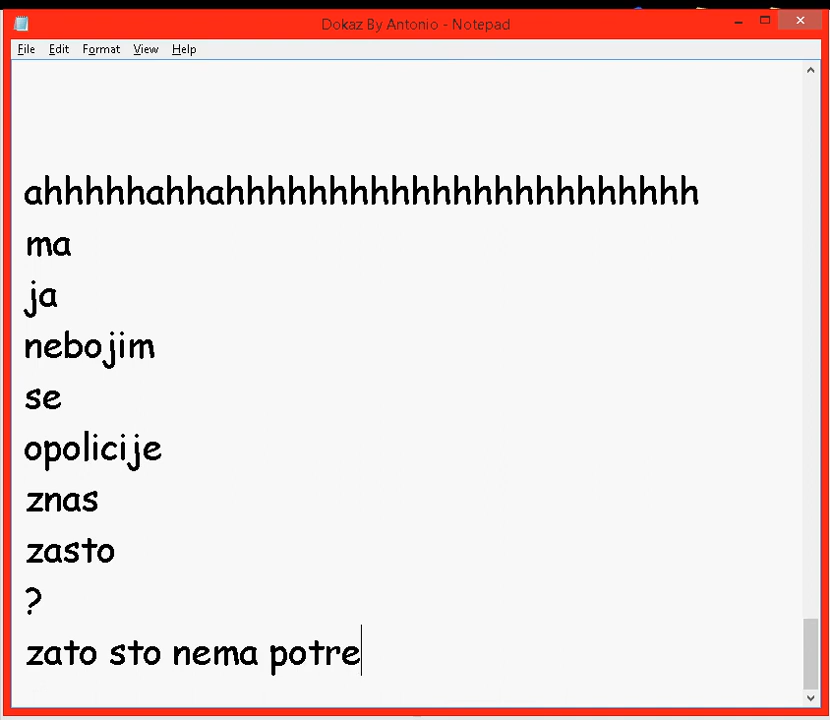 Dokaz By Antonio - Notepad
File Edit Format View Help
ahhhhhahhahhhhhhhhhhhhhhhhhhhhhhh
ma
ja
nebojim
se
opolicije
znas
zasto
?
zato sto nema potre